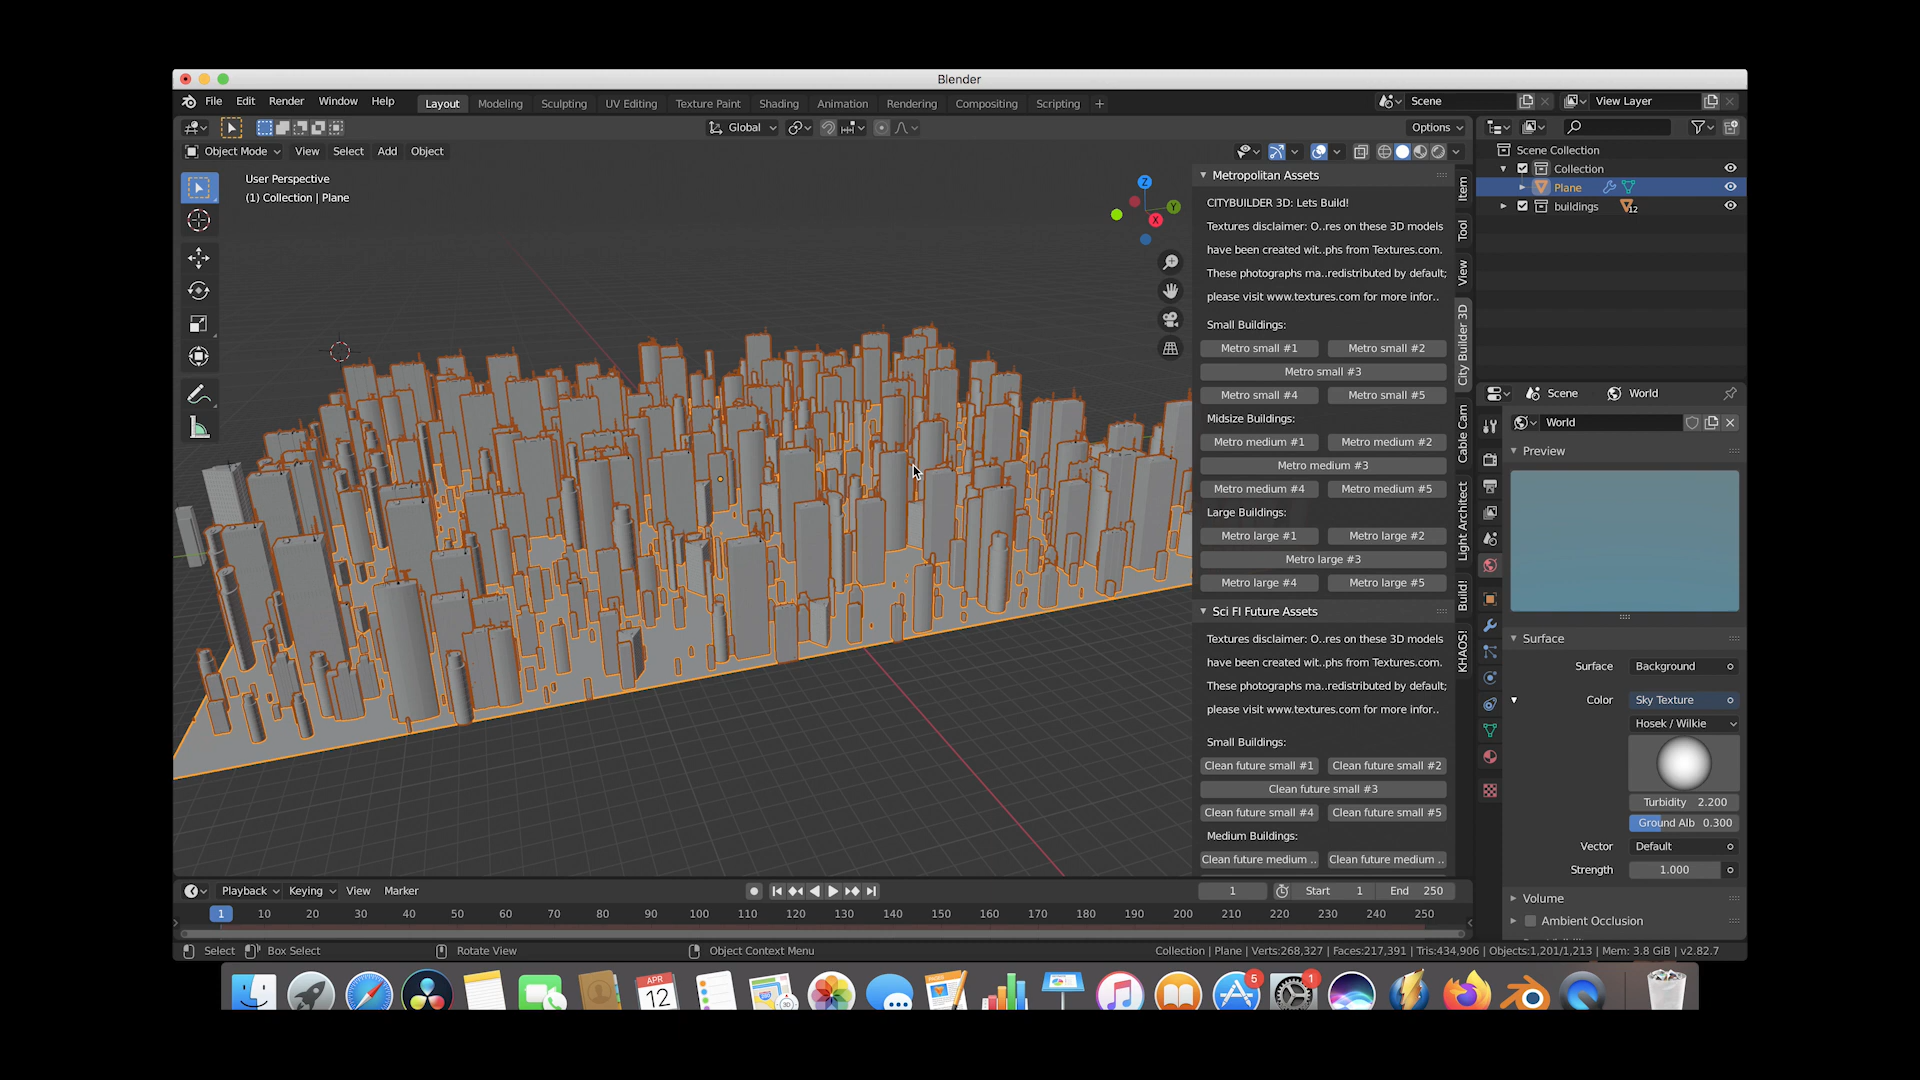 Blender
File Edit Render Window Help Layout Modeling Sculpting UV Editing Texture Paint Shading Animation Rendering Compositing Scripting + Scene View Layer
Global Options
Object Mode View Select Add Object
User Perspective
(1) Collection | Plane
Z
Y
X
Metropolitan Assets
CITYBUILDER 3D: Lets Build!
Textures disclaimer: O..res on these 3D models
have been created wit..phs from Textures.com.
These photographs ma..redistributed by default;
please visit www.textures.com for more infor..
Small Buildings:
Metro small #1 Metro small #2
Metro small #3
Metro small #4 Metro small #5
Midsize Buildings:
Metro medium #1 Metro medium #2
Metro medium #3
Metro medium #4 Metro medium #5
Large Buildings:
Metro large #1 Metro large #2
Metro large #3
Metro large #4 Metro large #5
Sci FI Future Assets
Textures disclaimer: O..res on these 3D models
have been created wit..phs from Textures.com.
These photographs ma..redistributed by default;
please visit www.textures.com for more infor..
Small Buildings:
Clean future small #1 Clean future small #2
Clean future small #3
Clean future small #4 Clean future small #5
Medium Buildings:
Clean future medium .. Clean future medium ..
Item
Tool
View
City Builder 3D
Cable Cam
Light Architect
Build!
KHAOS!
Scene Collection
Collection
Plane
buildings 12
Scene World
World
Preview
Surface
Surface Background
Color Sky Texture
Hosek / Wilkie
Turbidity 2.200
Ground Alb 0.300
Vector Default
Strength 1.000
Volume
Ambient Occlusion
Playback Keying View Marker 1 Start 1 End 250
1 10 20 30 40 50 60 70 80 90 100 110 120 130 140 150 160 170 180 190 200 210 220 230 240 250
Select Box Select Rotate View Object Context Menu Collection | Plane | Verts:268,327 | Faces:217,391 | Tris:434,906 | Objects:1,201/1,213 | Mem: 3.8 GiB | v2.82.7
APR
12
5
1